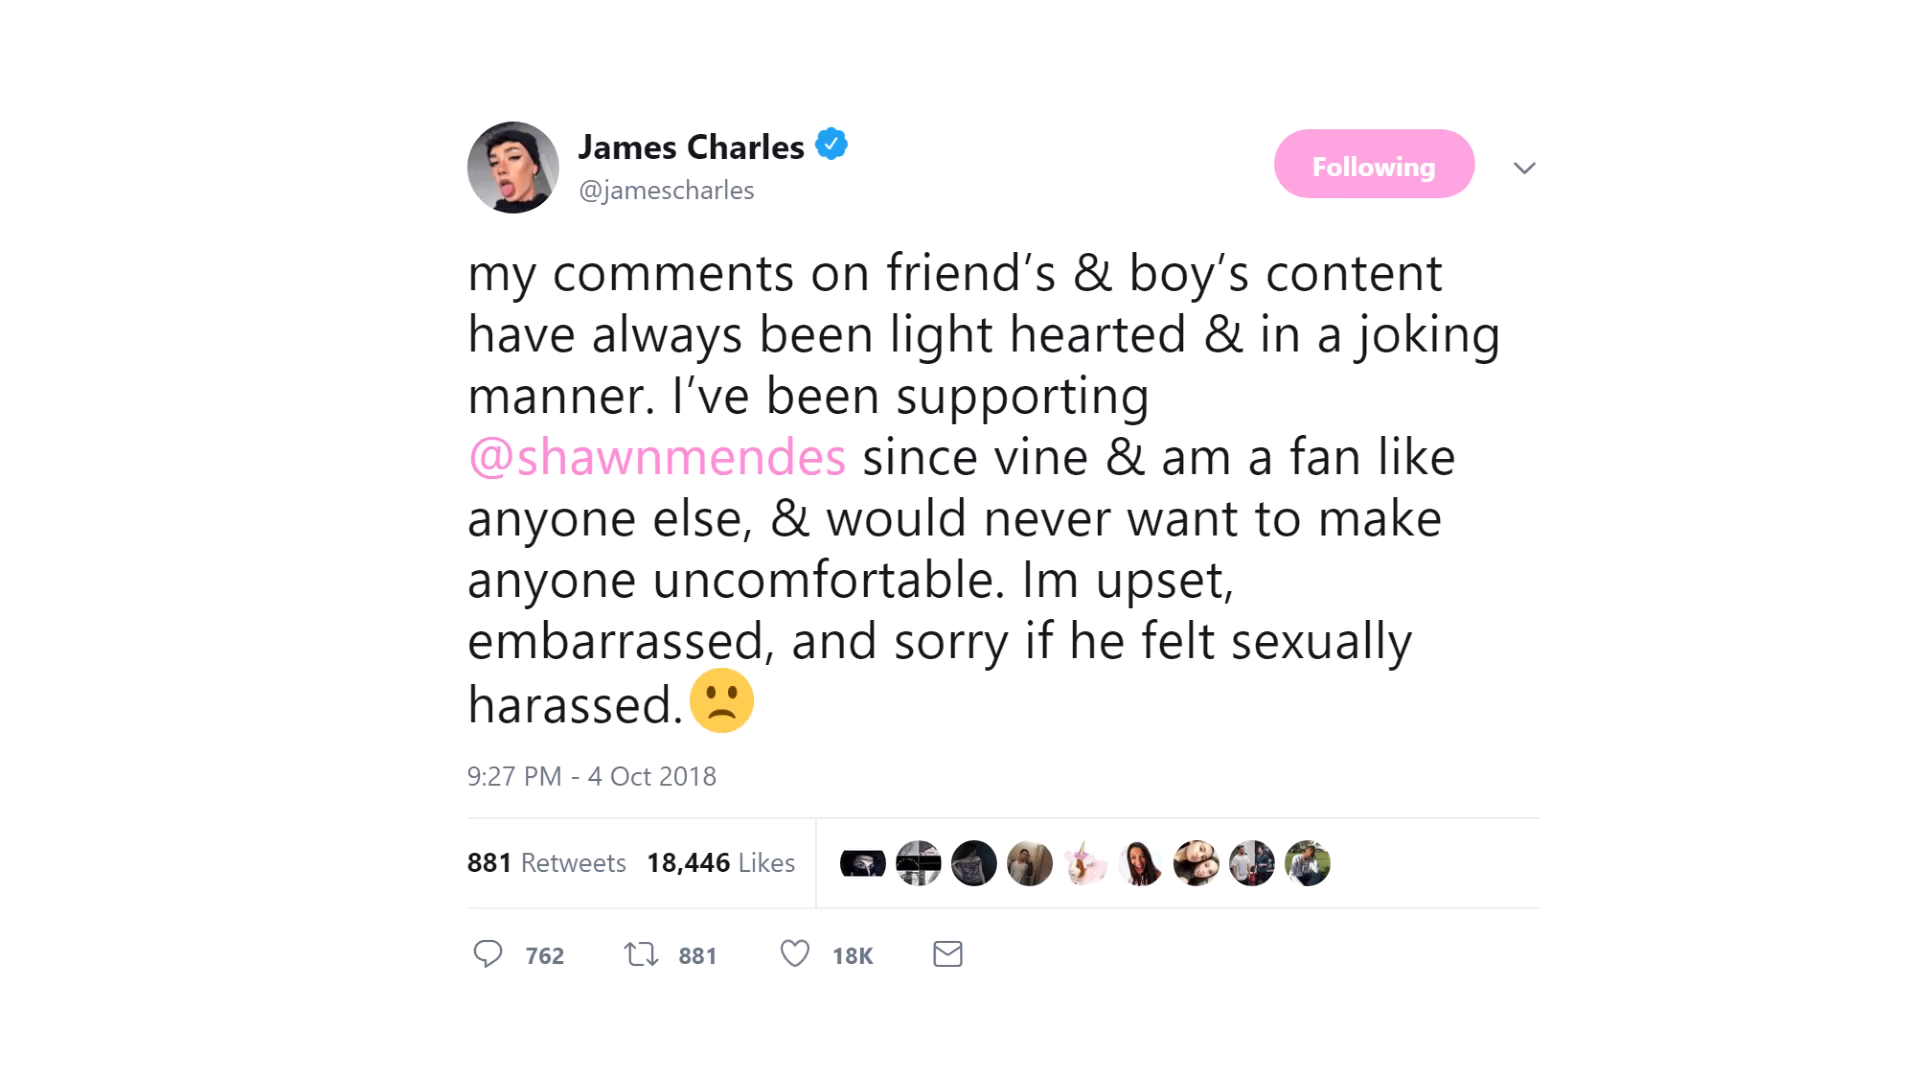 James Charles
@jamescharles
Following
my comments on friend’s & boy’s content
have always been light hearted & in a joking
manner. I’ve been supporting
@shawnmendes since vine & am a fan like
anyone else, & would never want to make
anyone uncomfortable. Im upset,
embarrassed, and sorry if he felt sexually
harassed.🙁
9:27 PM - 4 Oct 2018
881 Retweets 18,446 Likes
762 881 18K